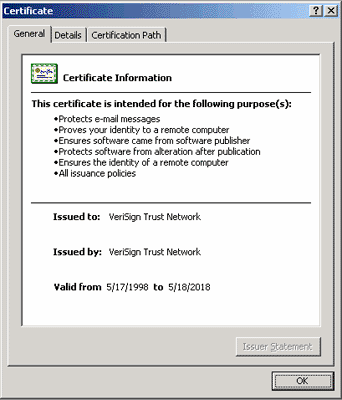 Certificate
General
Details
Certification Path
Certificate Information
This certificate is intended for the following purpose(s):
•Protects e-mail messages
•Proves your identity to a remote computer
•Ensures software came from software publisher
•Protects software from alteration after publication
•Ensures the identity of a remote computer
•All issuance policies
Issued to: VeriSign Trust Network
Issued by: VeriSign Trust Network
Valid from 5/17/1998 to 5/18/2018
Issuer Statement
OK